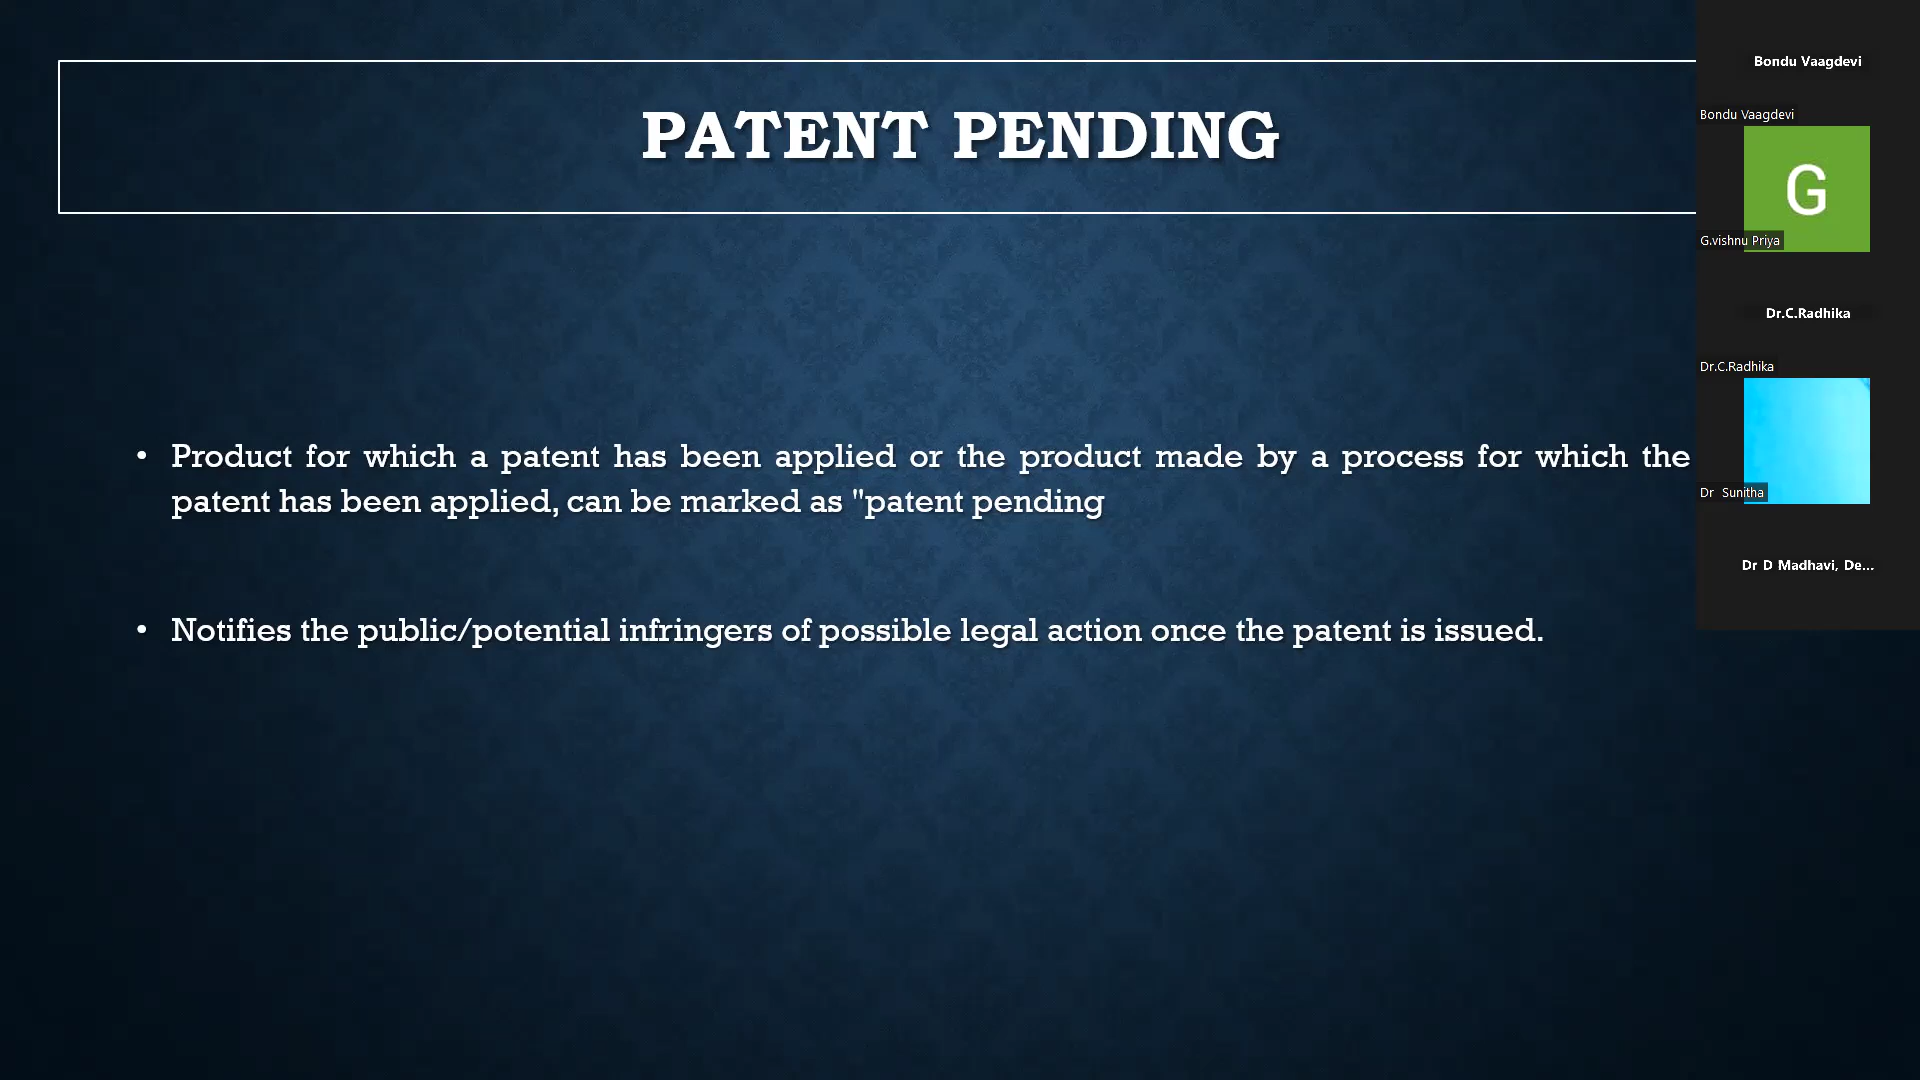 PATENT PENDING
• Product for which a patent has been applied or the product made by a process for which the
patent has been applied, can be marked as "patent pending
• Notifies the public/potential infringers of possible legal action once the patent is issued.
Bondu Vaagdevi
Bondu Vaagdevi
G
G.vishnu Priya
Dr.C.Radhika
Dr.C.Radhika
Dr Sunitha
Dr D Madhavi, De...